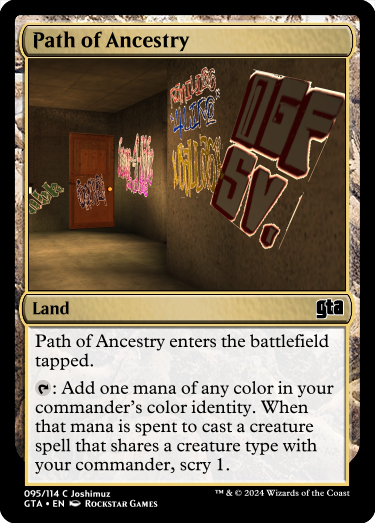 Path of Ancestry
OGF
SV.
Land
gta
Path of Ancestry enters the battlefield
tapped.
: Add one mana of any color in your
commander's color identity. When
that mana is spent to cast a creature
spell that shares a creature type with
your commander, scry 1.
095/114 C Joshimuz
GTA • EN Rockstar Games
™ & © 2024 Wizards of the Coast